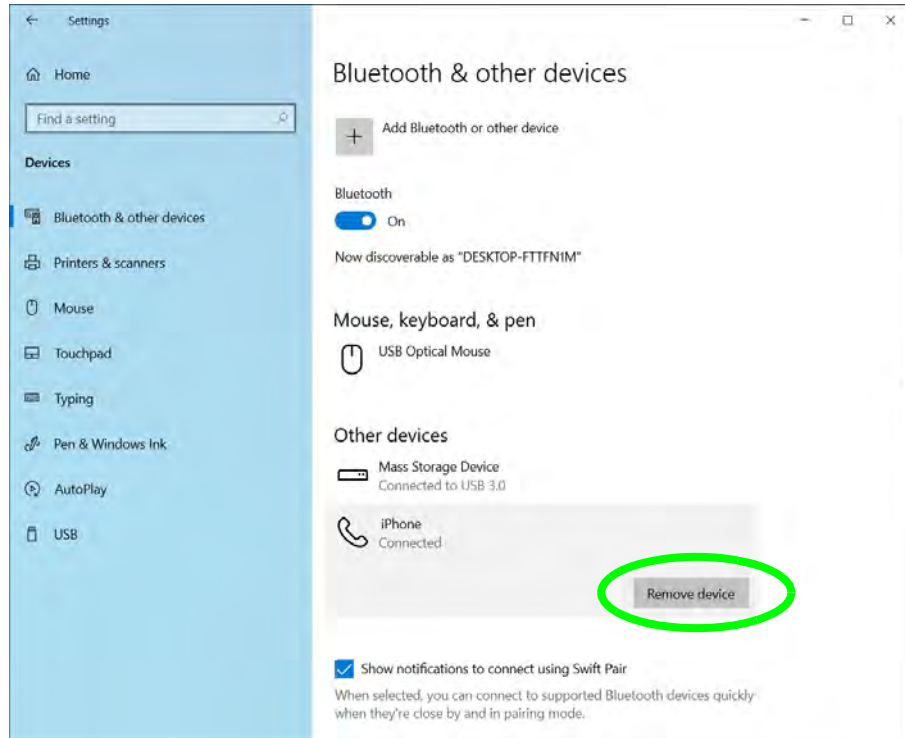 Settings
Home
Find a setting
Devices
Bluetooth & other devices
Printers & scanners
Mouse
Touchpad
Typing
Pen & Windows Ink
AutoPlay
USB
Bluetooth & other devices
Add Bluetooth or other device
Bluetooth
On
Now discoverable as "DESKTOP-FTTFN1M"
Mouse, keyboard, & pen
USB Optical Mouse
Other devices
Mass Storage Device
Connected to USB 3.0
iPhone
Connected
Remove device
Show notifications to connect using Swift Pair
When selected, you can connect to supported Bluetooth devices quickly
when they're close by and in pairing mode.